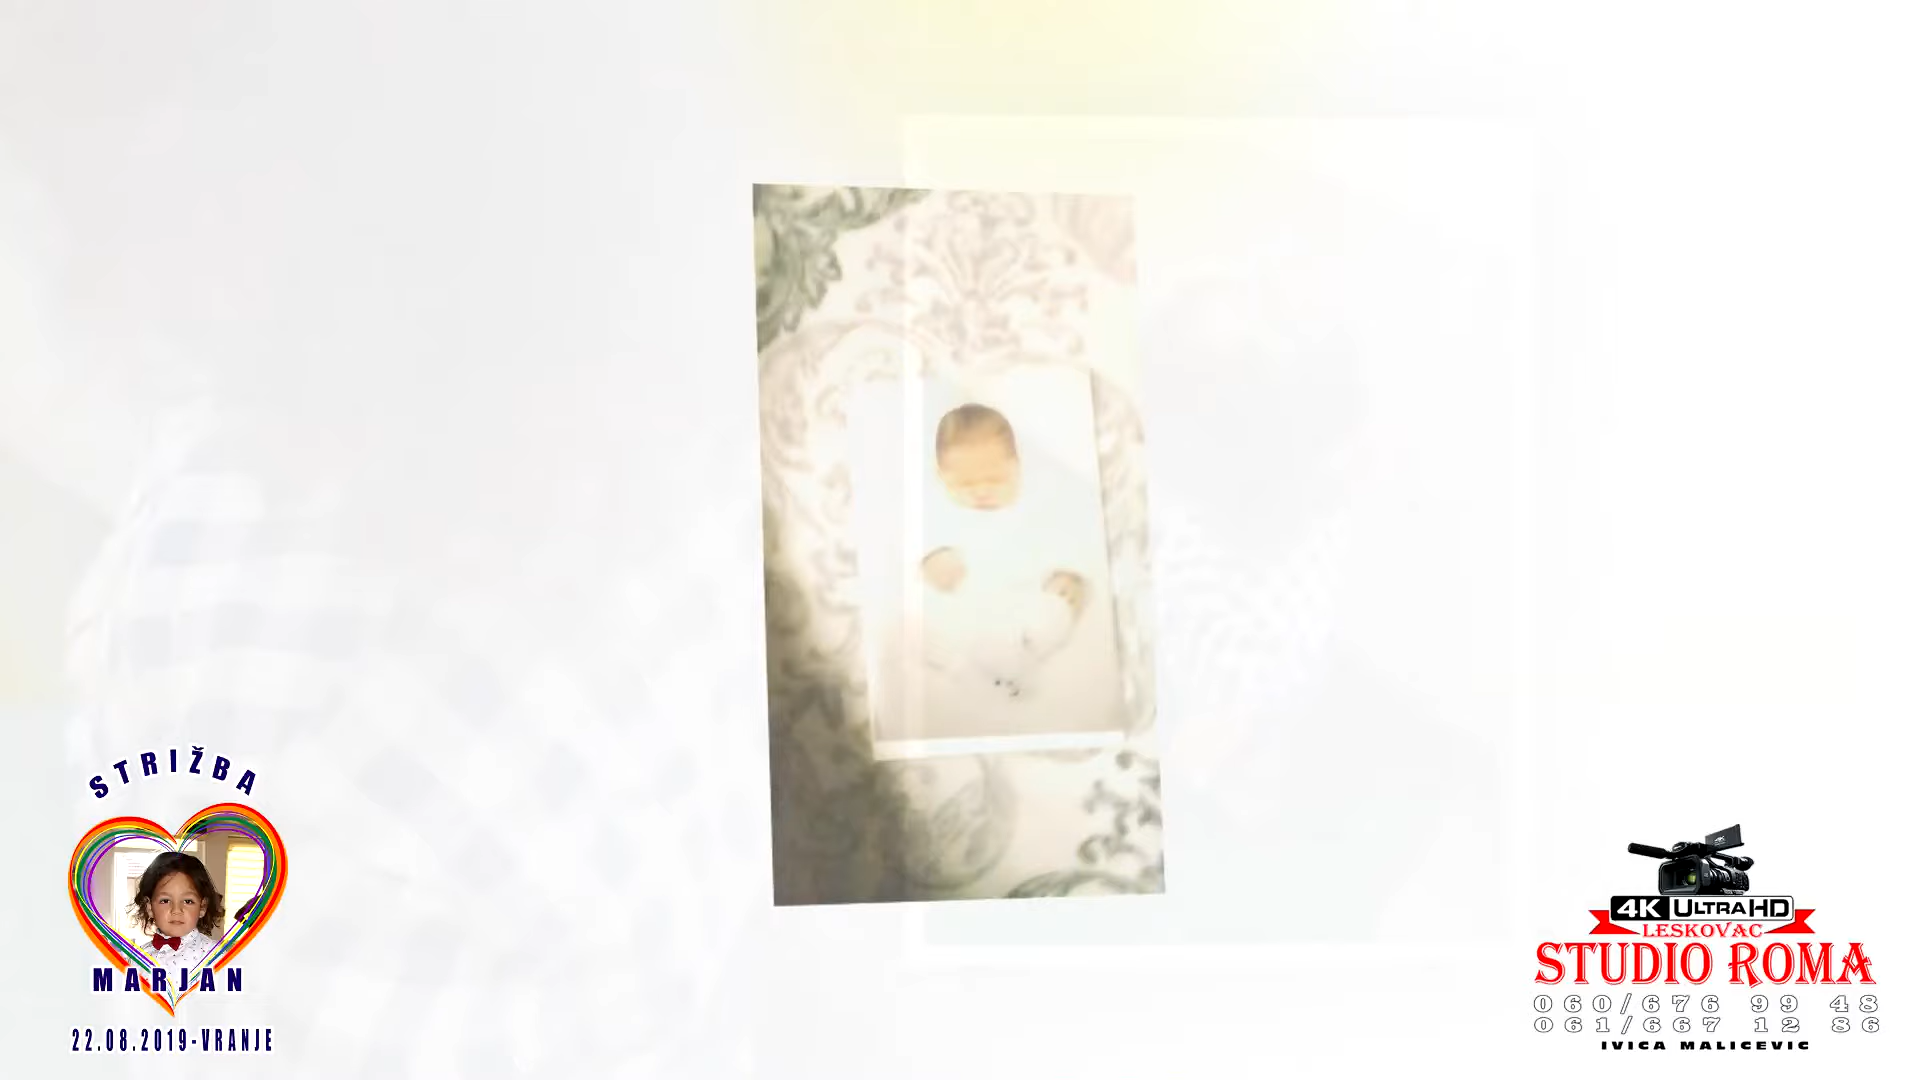 STRIŽBA
MARJAN
22.08.2019-VRANJE
4K ULTRA HD
LESKOVAC
STUDIO ROMA
060/676 99 48
061/667 12 86
IVICA MALICEVIC